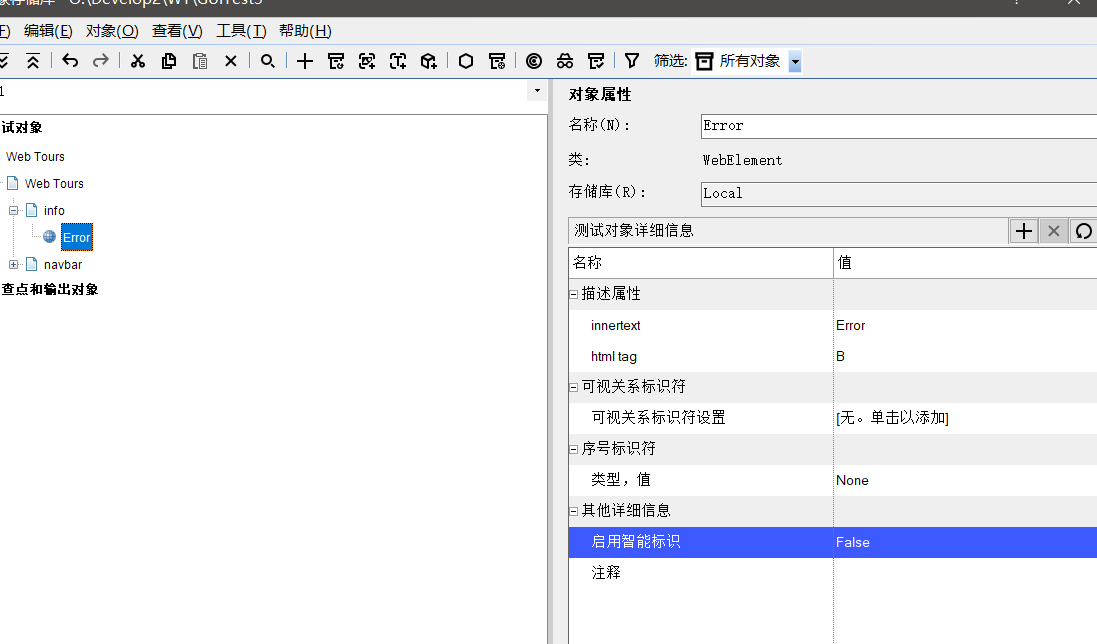 编辑(E) 对象(O) 查看(V) 工具(T) 帮助(H)
筛选: 所有对象
1
试对象
Web Tours
Web Tours
info
Error
navbar
查点和输出对象
对象属性
名称(N): Error
类: WebElement
存储库(R): Local
测试对象详细信息
名称 值
描述属性
innertext Error
html tag B
可视关系标识符
可视关系标识符设置 [无。单击以添加]
序号标识符
类型，值 None
其他详细信息
启用智能标识 False
注释